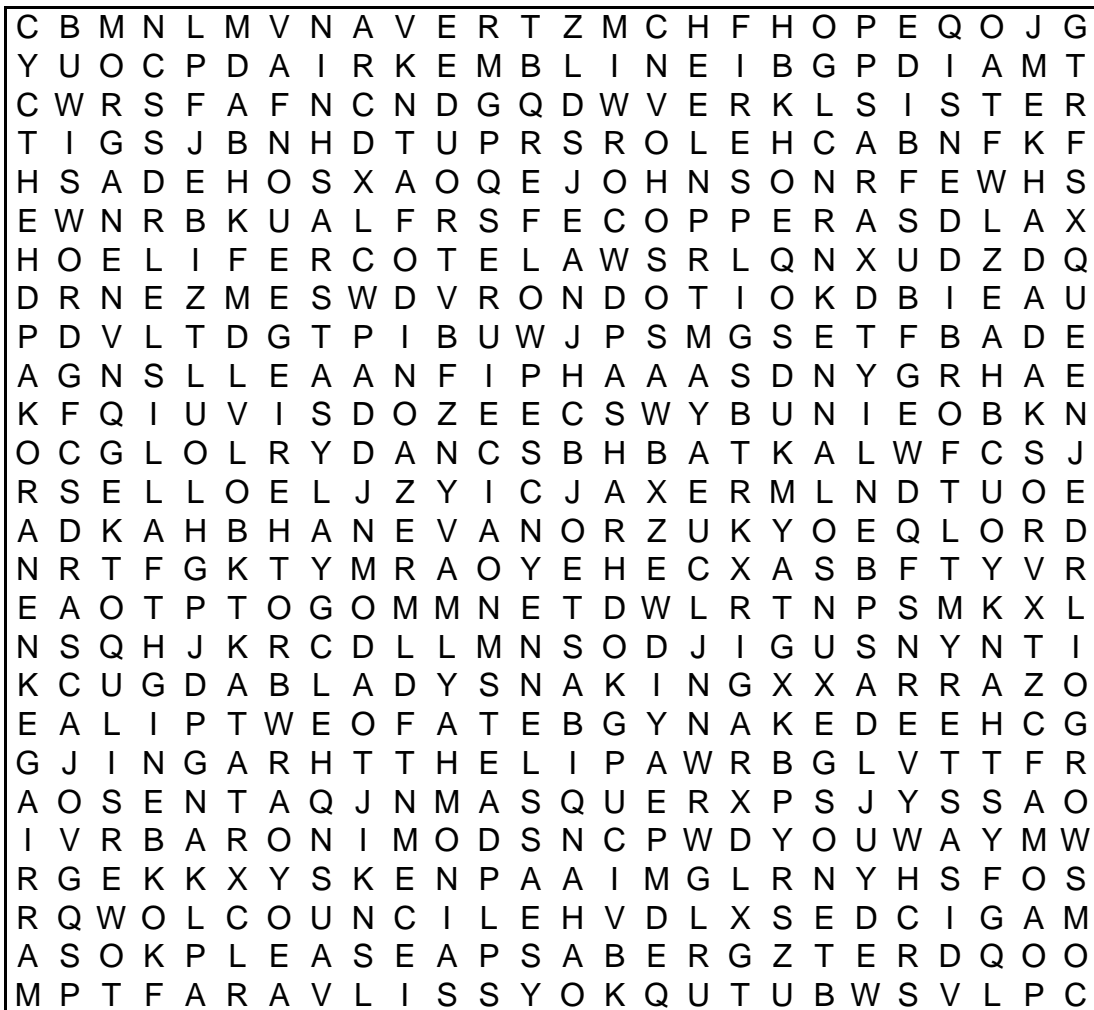 C B M N L M V N A V E R T Z M C H F H O P E Q O J G
Y U O C P D A I R K E M B L I N E I B G P D I A M T
C W R S F A F N C N D G Q D W V E R K L S I S T E R
T I G S J B N H D T U P R S R O L E H C A B N F K F
H S A D E H O S X A O Q E J O H N S O N R F E W H S
E W N R B K U A L F R S F E C O P P E R A S D L A X
H O E L I F E R C O T E L A W S R L Q N X U D Z D Q
D R N E Z M E S W D V R O N D O T I O K D B I E A U
P D V L T D G T P I B U W J P S M G S E T F B A D E
A G N S L L E A A N F I P H A A A S D N Y G R H A E
K F Q I U V I S D O Z E E C S W Y B U N I E O B K N
O C G L O L R Y D A N C S B H B A T K A L W F C S J
R S E L L O E L J Z Y I C J A X E R M L N D T U O E
A D K A H B H A N E V A N O R Z U K Y O E Q L O R D
N R T F G K T Y M R A O Y E H E C X A S B F T Y V R
E A O T P T O G O M M N E T D W L R T N P S M K X L
N S Q H J K R C D L L M N S O D J I G U S N Y N T I
K C U G D A B L A D Y S N A K I N G X X A R R A Z O
E A L I P T W E O F A T E B G Y N A K E D E E H C G
G J I N G A R H T T H E L I P A W R B G L V T T F R
A O S E N T A Q J N M A S Q U E R X P S J Y S S A O
I V R B A R O N I M O D S N C P W D Y O U W A Y M W
R G E K K X Y S K E N P A A I M G L R N Y H S F O S
R Q W O L C O U N C I L E H V D L X S E D C I G A M
A S O K P L E A S E A P S A B E R G Z T E R D Q O O
M P T F A R A V L I S S Y O K Q U T U B W S V L P C